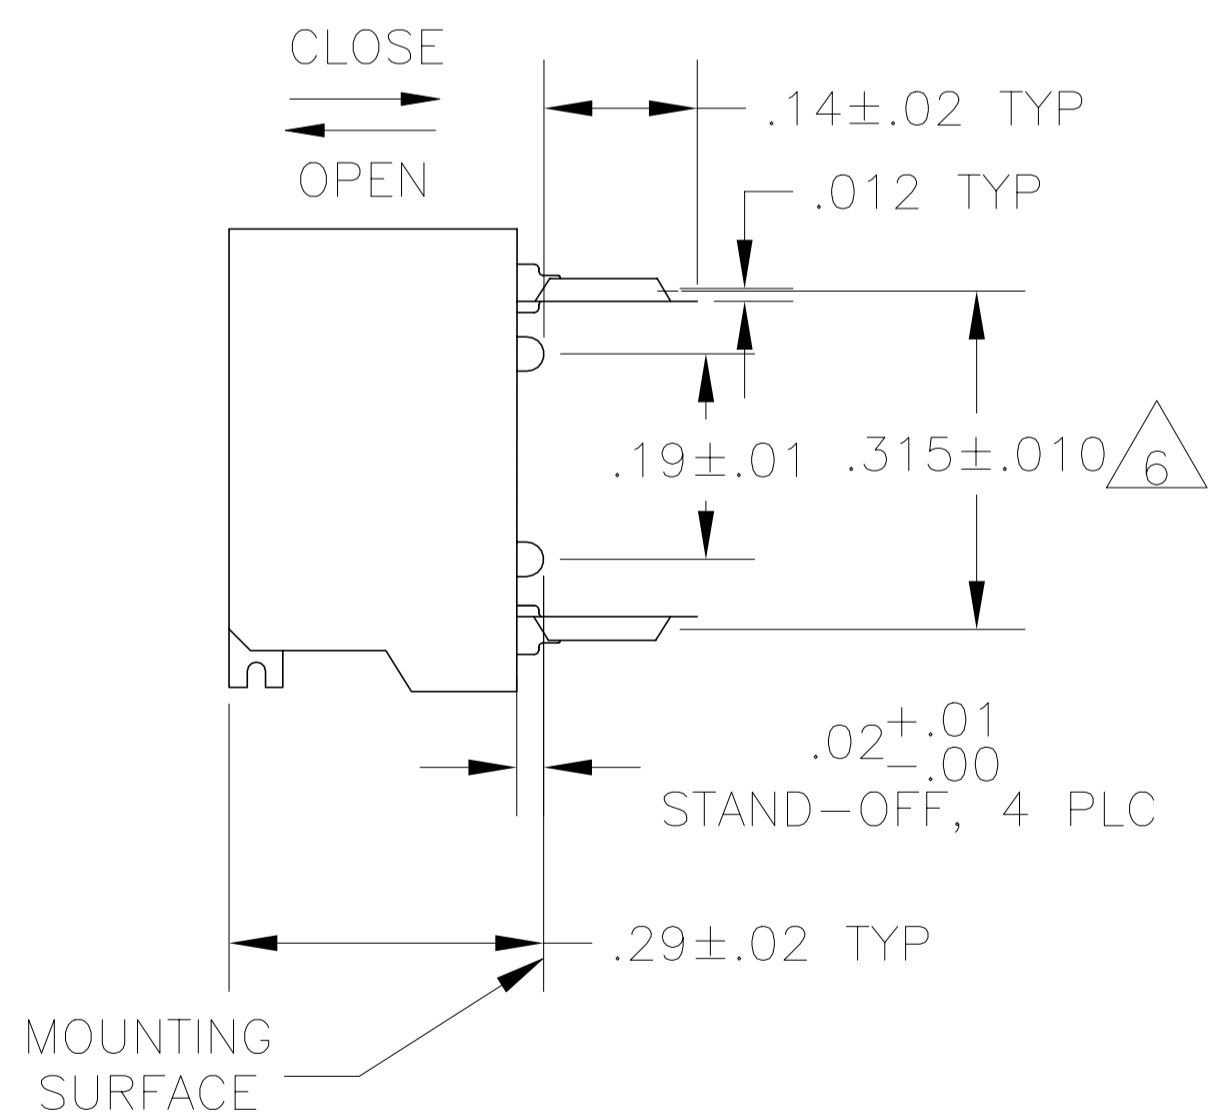 CLOSE
OPEN
.14±.02 TYP
.012 TYP
.19±.01
.315±.010
6
.02+.01
-.00
STAND-OFF, 4 PLC
.29±.02 TYP
MOUNTING
SURFACE